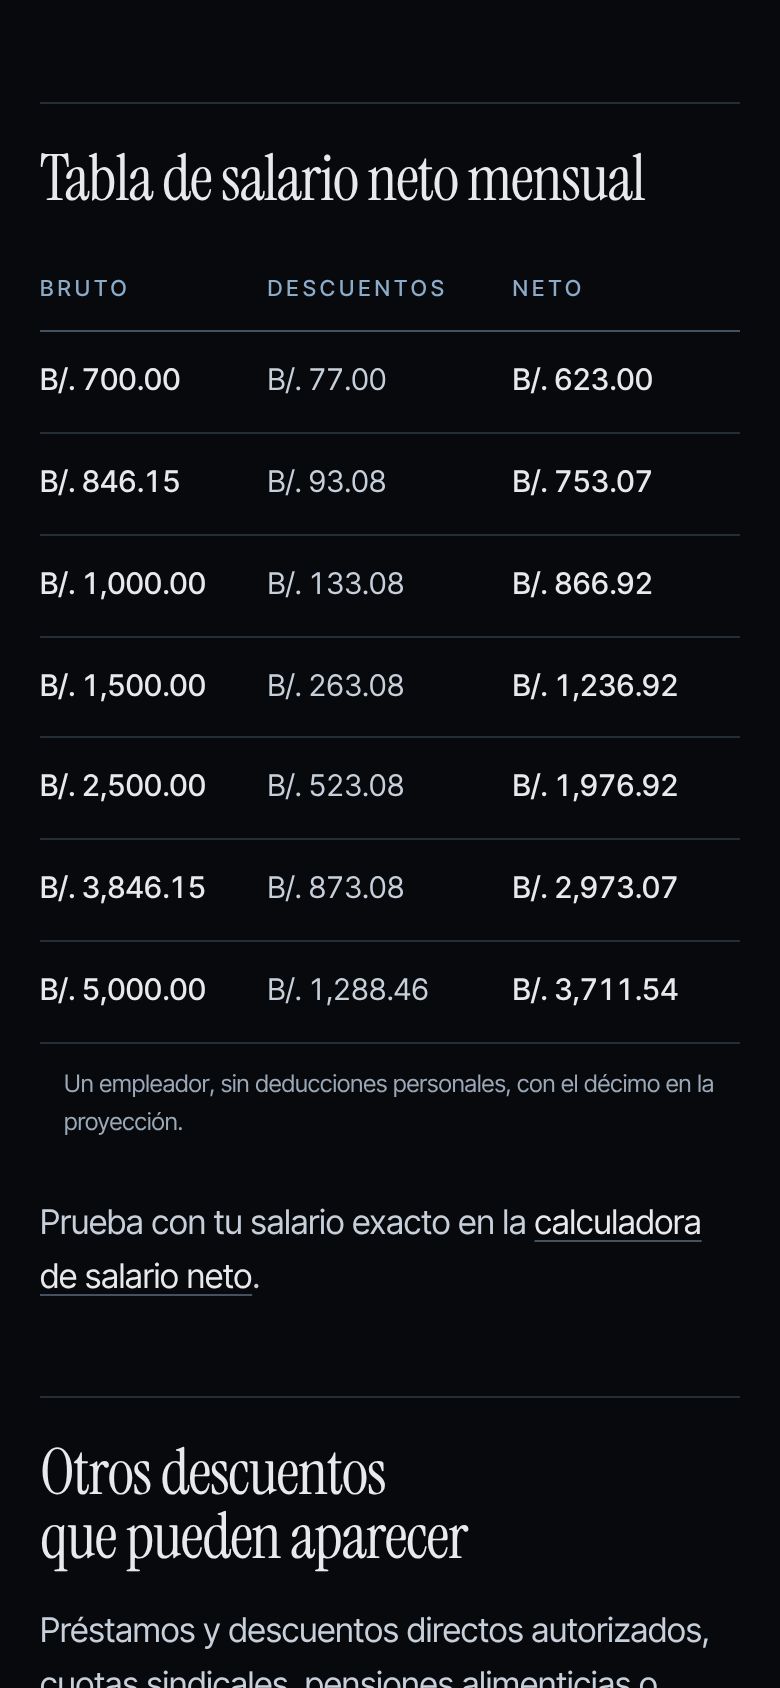 Tabla de salario neto mensual
BRUTO DESCUENTOS NETO
B/. 700.00 B/. 77.00 B/. 623.00
B/. 846.15 B/. 93.08 B/. 753.07
B/. 1,000.00 B/. 133.08 B/. 866.92
B/. 1,500.00 B/. 263.08 B/. 1,236.92
B/. 2,500.00 B/. 523.08 B/. 1,976.92
B/. 3,846.15 B/. 873.08 B/. 2,973.07
B/. 5,000.00 B/. 1,288.46 B/. 3,711.54
Un empleador, sin deducciones personales, con el décimo en la
proyección.
Prueba con tu salario exacto en la calculadora
de salario neto.
Otros descuentos
que pueden aparecer
Préstamos y descuentos directos autorizados,
cuotas sindicales, pensiones alimenticias o